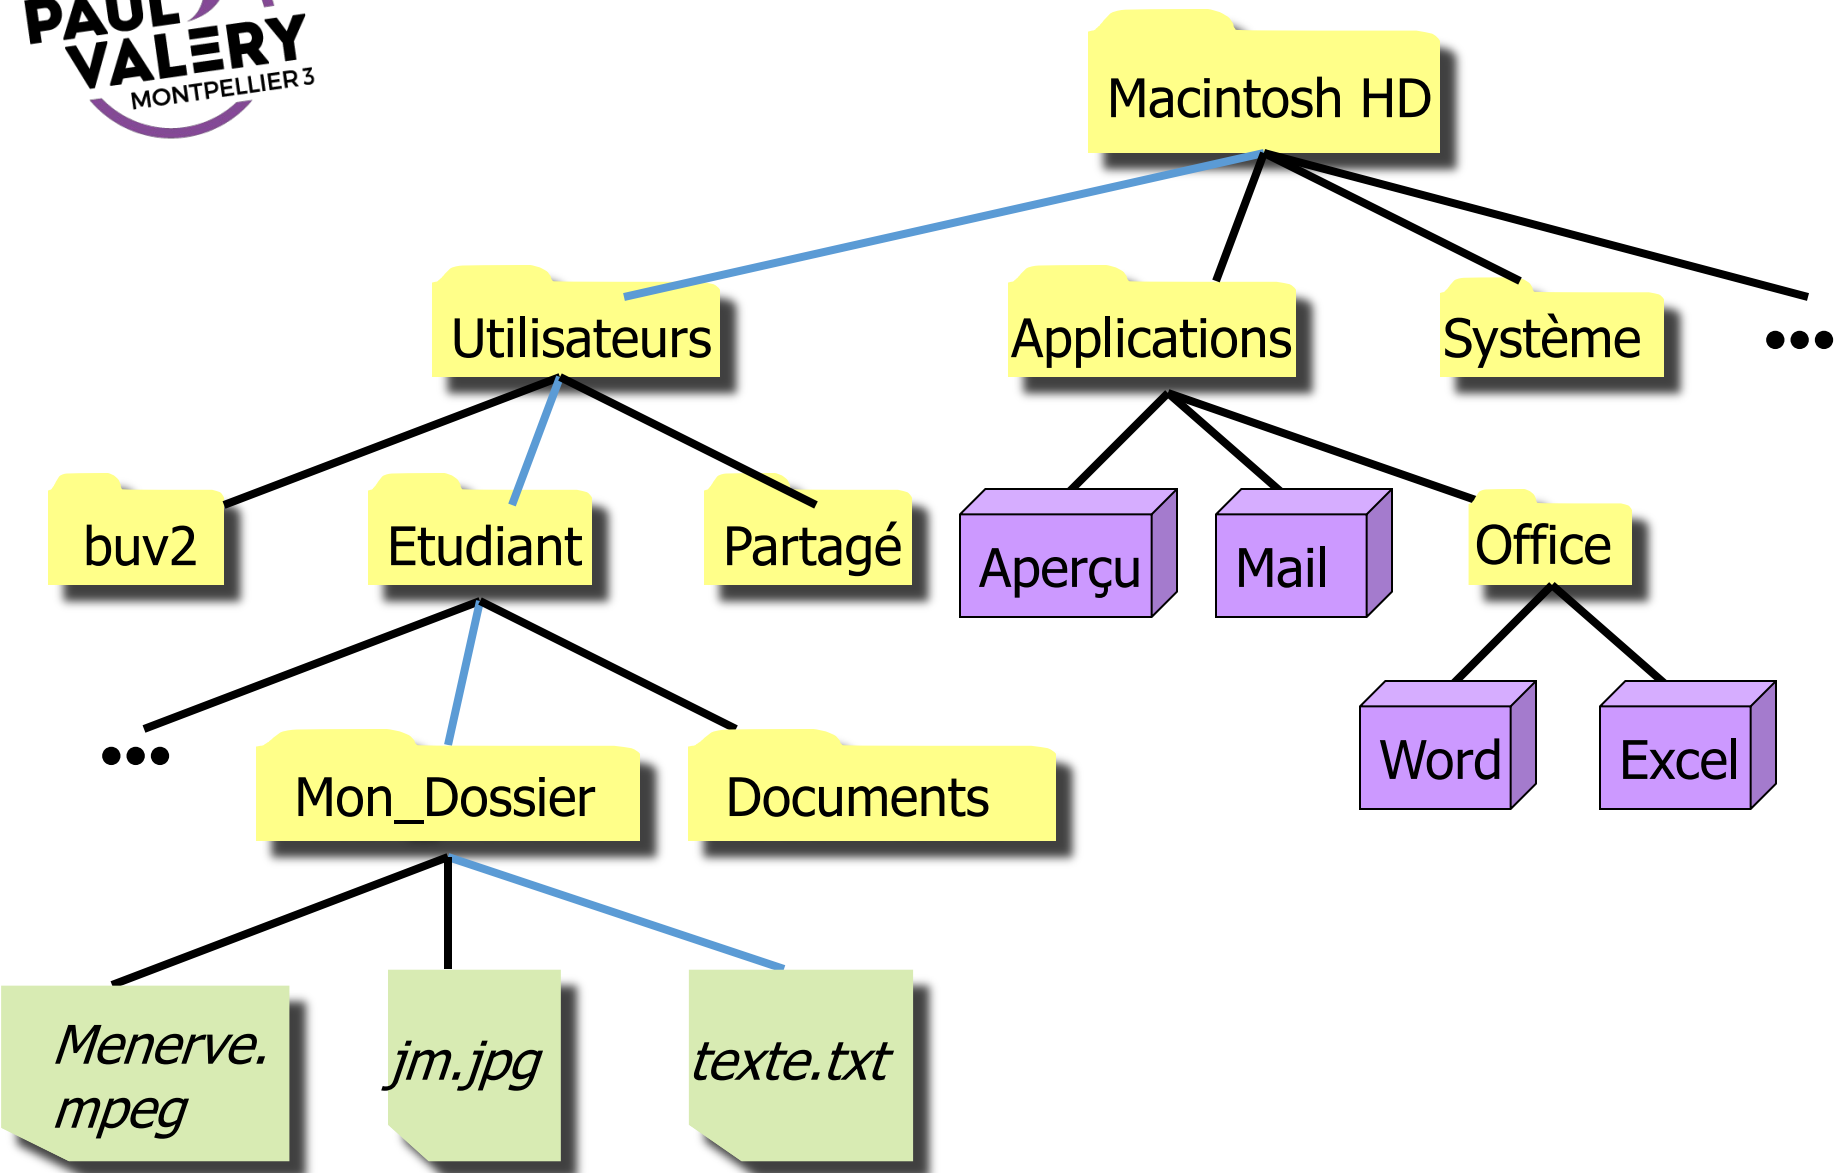 PAUL
VALÉRY
MONTPELLIER 3
Macintosh HD
Utilisateurs
Applications
Système
•••
buv2
Etudiant
Partagé
Aperçu
Mail
Office
•••
Mon_Dossier
Documents
Word
Excel
Menerve.
mpeg
jm.jpg
texte.txt